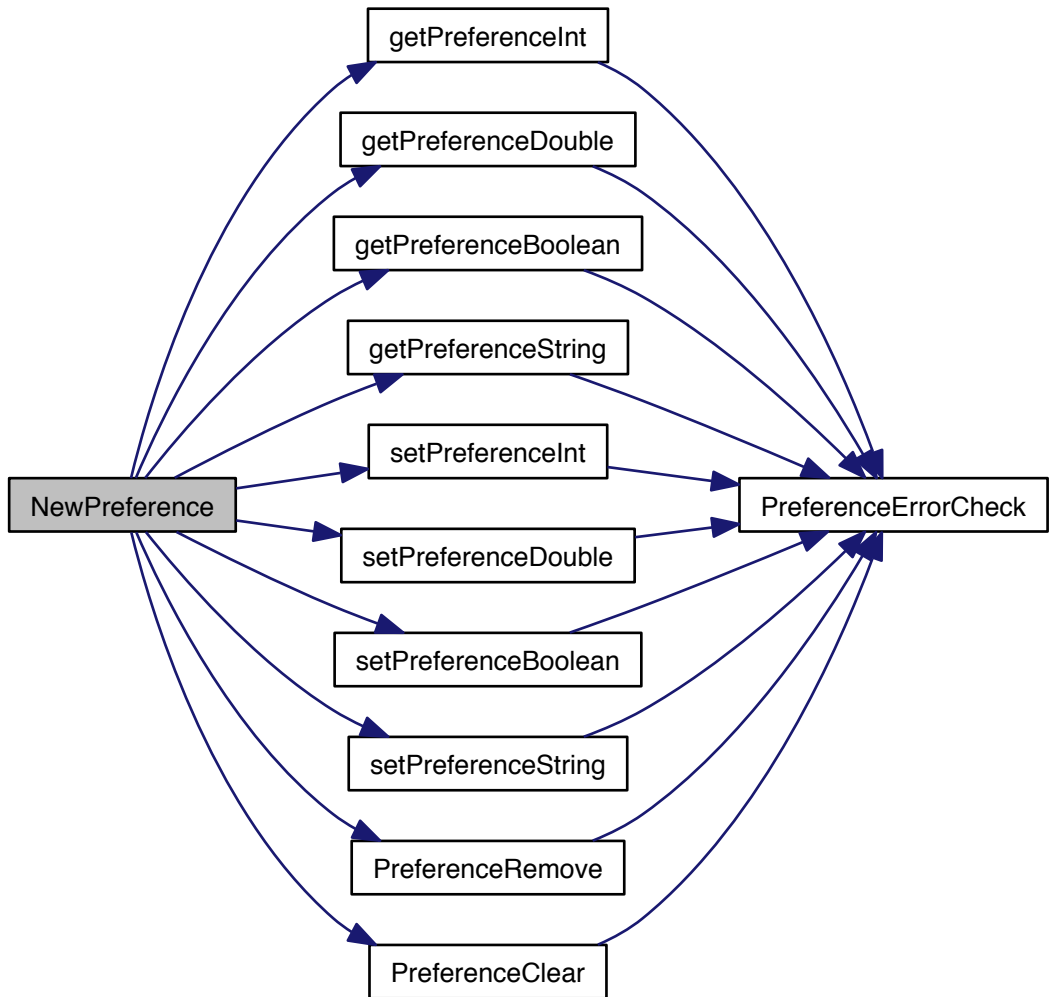 getPreferenceInt
getPreferenceDouble
getPreferenceBoolean
getPreferenceString
setPreferenceInt
NewPreference
PreferenceErrorCheck
setPreferenceDouble
setPreferenceBoolean
setPreferenceString
PreferenceRemove
PreferenceClear